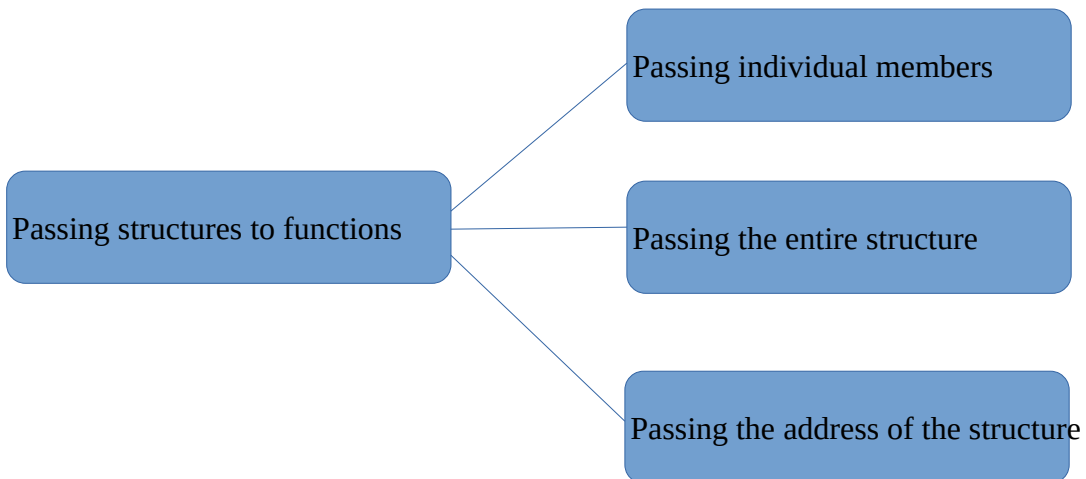 Passing individual members
Passing structures to functions
Passing the entire structure
Passing the address of the structure